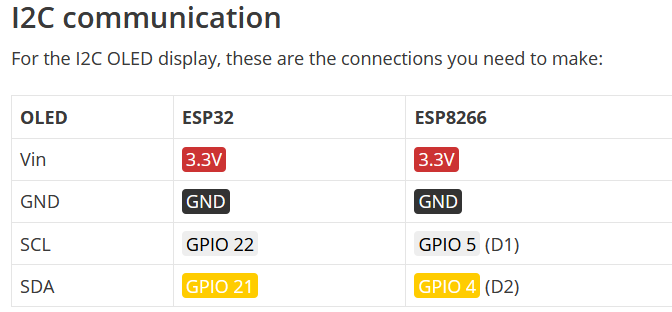 I2C communication
For the I2C OLED display, these are the connections you need to make:
OLED ESP32 ESP8266
Vin 3.3V 3.3V
GND GND GND
SCL GPIO 22 GPIO 5 (D1)
SDA GPIO 21 GPIO 4 (D2)